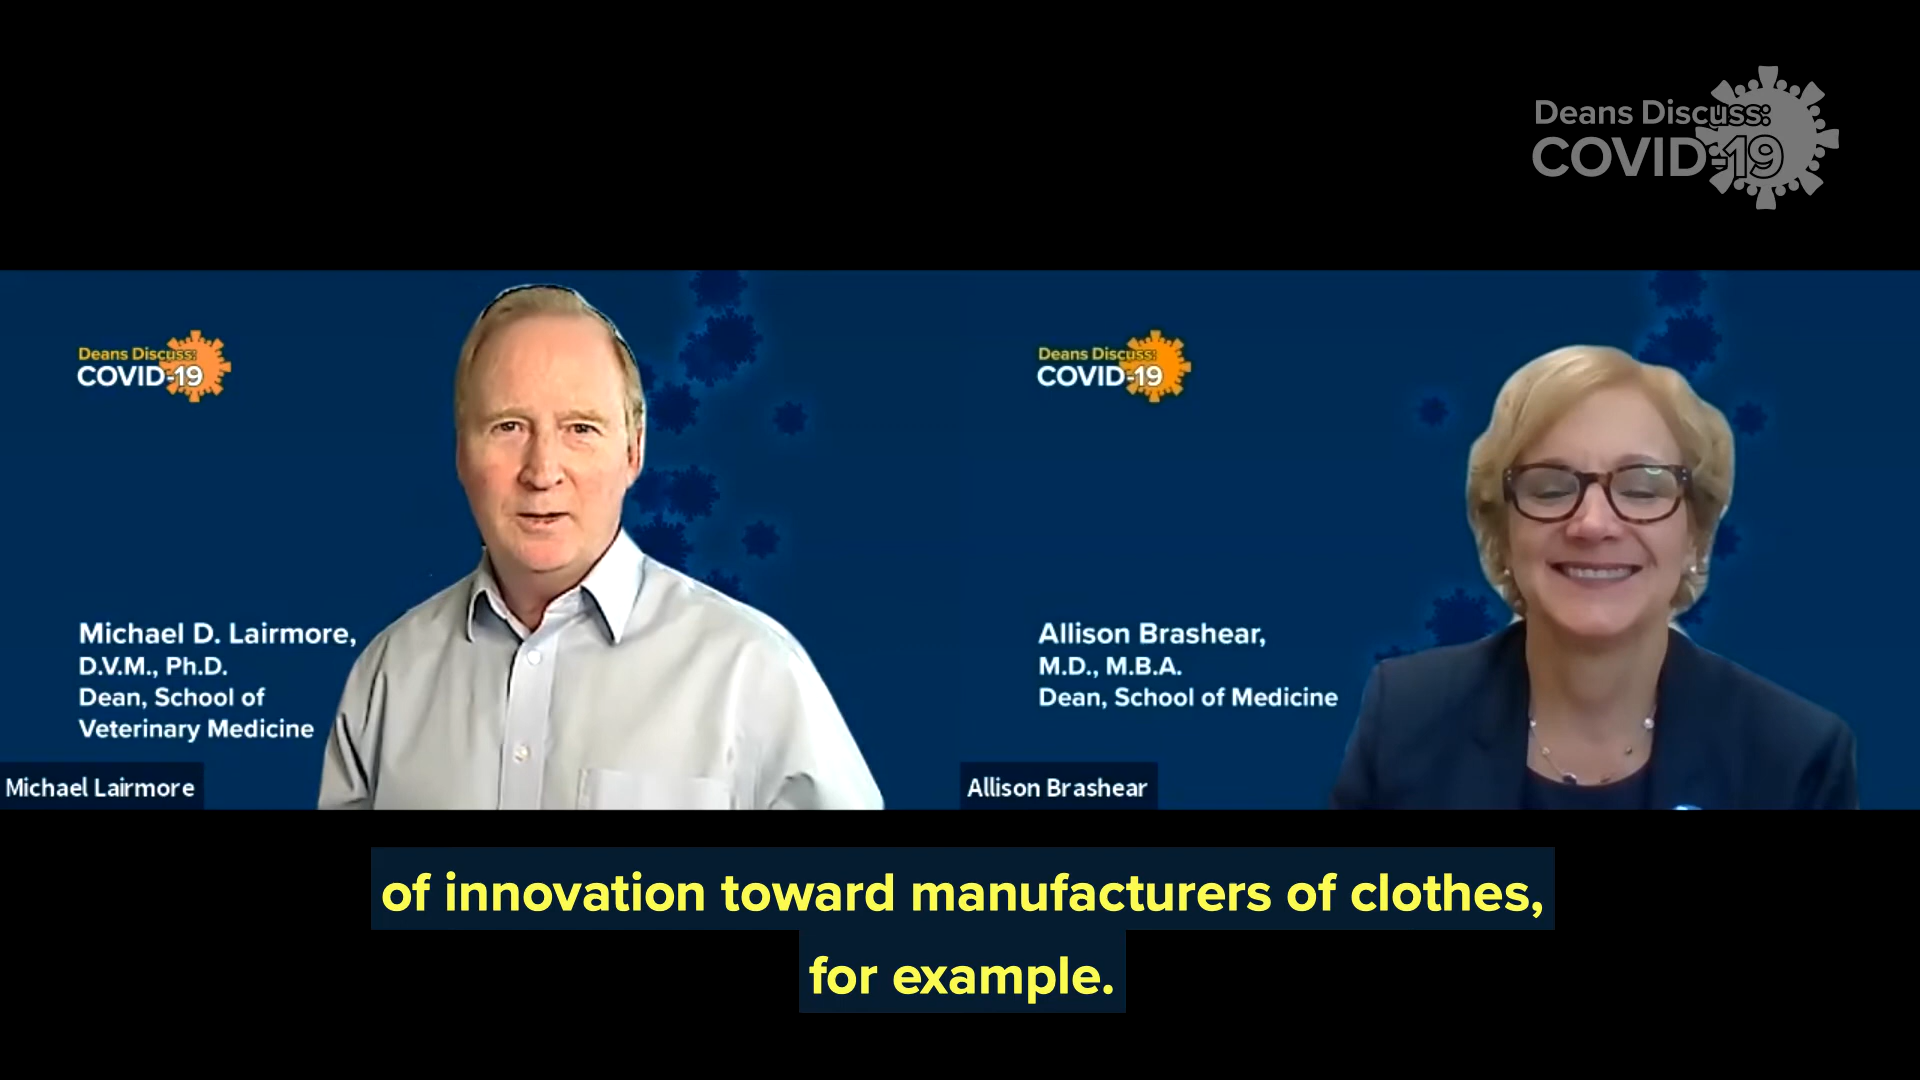 Deans Discuss:
COVID-19
Deans Discuss:
COVID-19
Michael D. Lairmore,
D.V.M., Ph.D.
Dean, School of
Veterinary Medicine
Michael Lairmore
Deans Discuss:
COVID-19
Allison Brashear,
M.D., M.B.A.
Dean, School of Medicine
Allison Brashear
of innovation toward manufacturers of clothes,
for example.